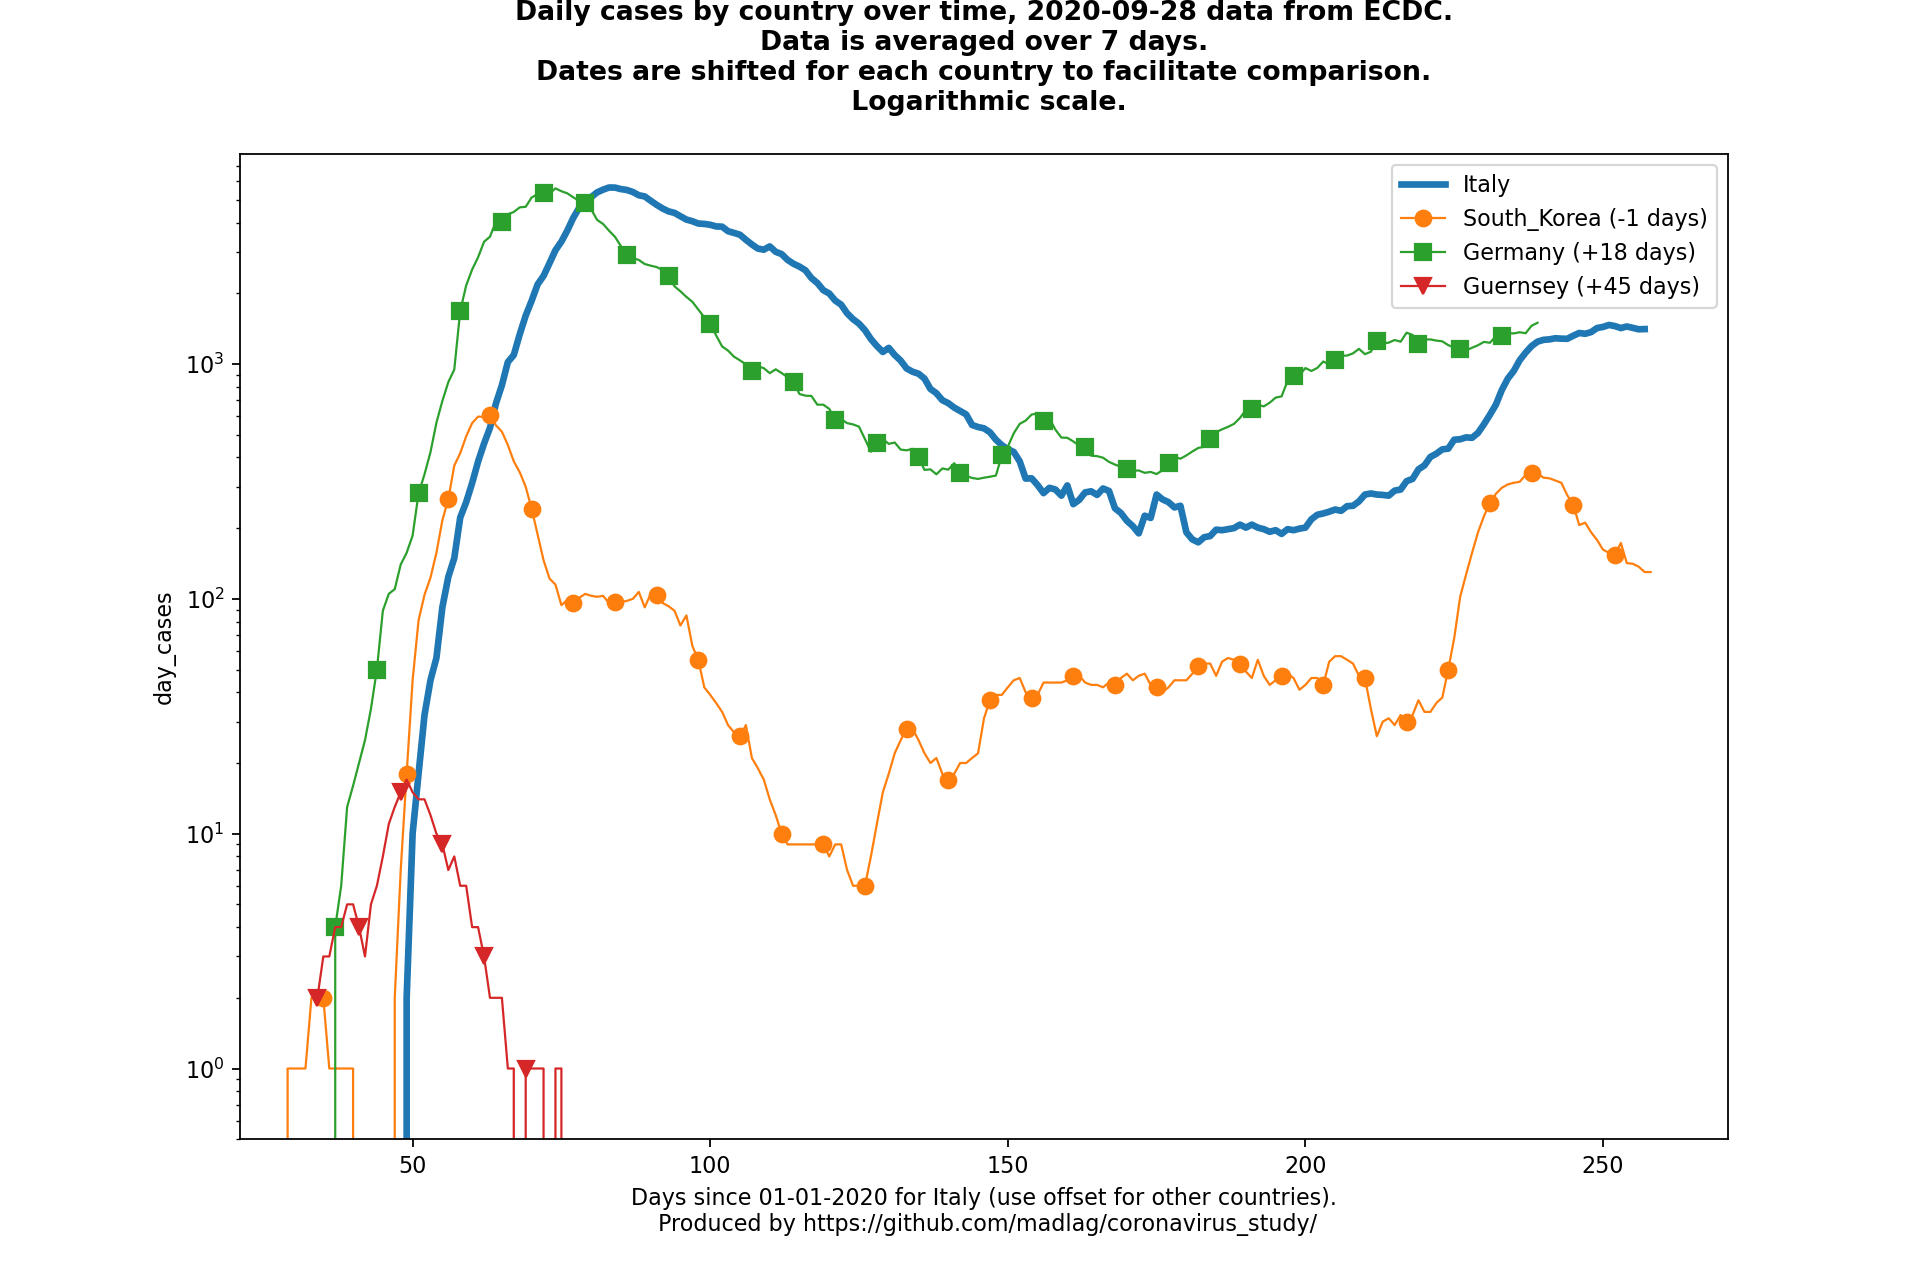 Daily cases by country over time, 2020-09-28 data from ECDC.
Data is averaged over 7 days.
Dates are shifted for each country to facilitate comparison.
Logarithmic scale.
Italy
South_Korea (-1 days)
Germany (+18 days)
Guernsey (+45 days)
day_cases
10³
10²
10¹
10⁰
50 100 150 200 250
Days since 01-01-2020 for Italy (use offset for other countries).
Produced by https://github.com/madlag/coronavirus_study/